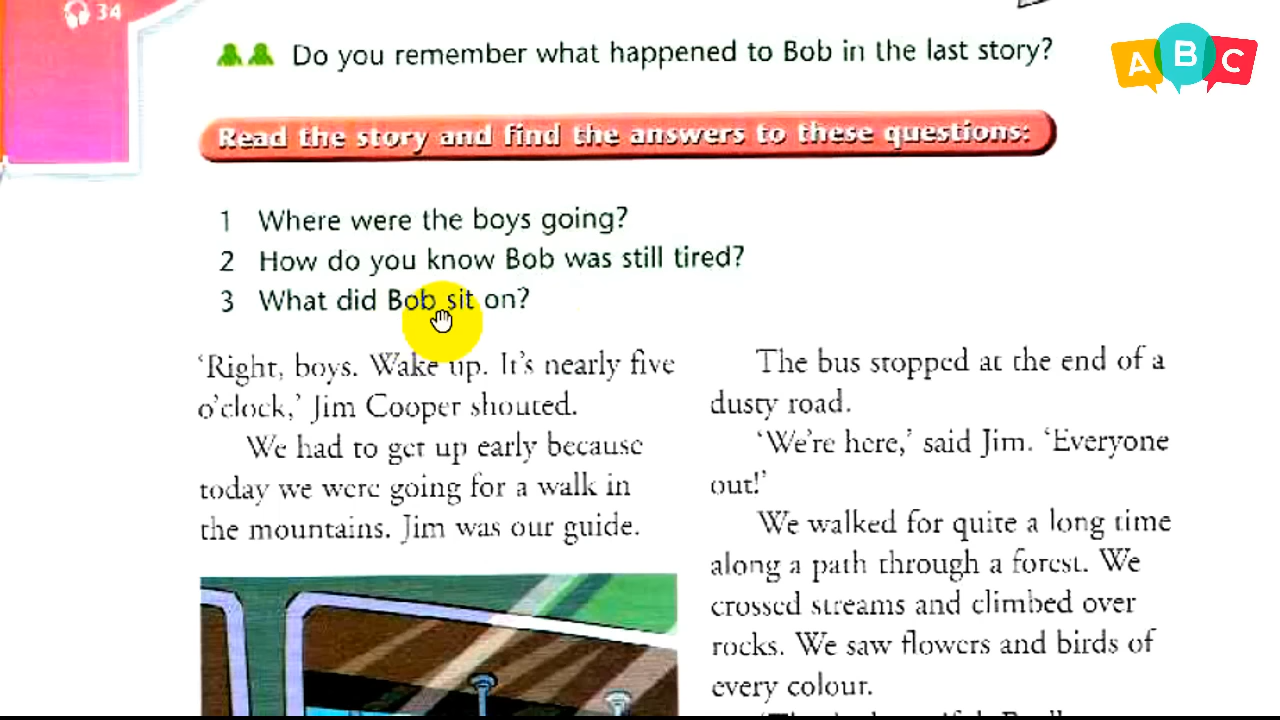 34
Do you remember what happened to Bob in the last story?
A B C
Read the story and find the answers to these questions:
1 Where were the boys going?
2 How do you know Bob was still tired?
3 What did Bob sit on?
‘Right, boys. Wake up. It’s nearly five
o’clock,’ Jim Cooper shouted.
We had to get up early because
today we were going for a walk in
the mountains. Jim was our guide.
The bus stopped at the end of a
dusty road.
‘We’re here,’ said Jim. ‘Everyone
out!’
We walked for quite a long time
along a path through a forest. We
crossed streams and climbed over
rocks. We saw flowers and birds of
every colour.